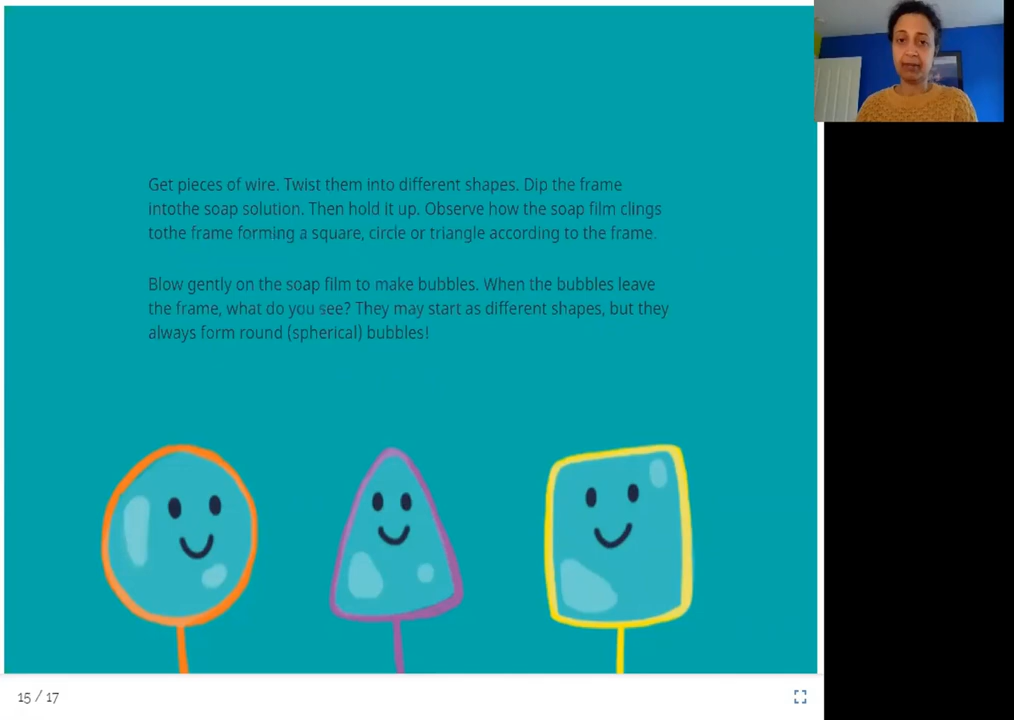 Get pieces of wire. Twist them into different shapes. Dip the frame
intothe soap solution. Then hold it up. Observe how the soap film clings
tothe frame forming a square, circle or triangle according to the frame.
Blow gently on the soap film to make bubbles. When the bubbles leave
the frame, what do you see? They may start as different shapes, but they
always form round (spherical) bubbles!
15 / 17